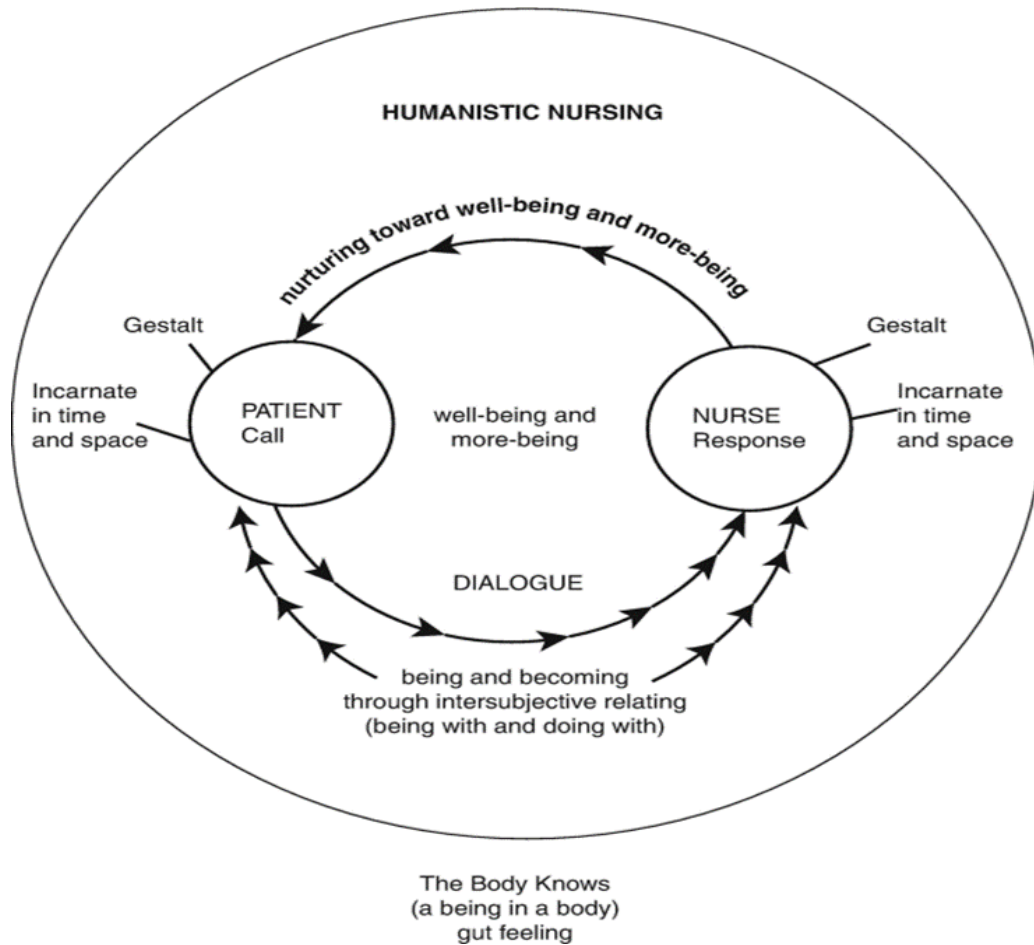 HUMANISTIC NURSING
nurturing toward well-being and more-being
Gestalt
Gestalt
Incarnate
in time
and space
PATIENT
Call
well-being and
more-being
NURSE
Response
Incarnate
in time
and space
DIALOGUE
being and becoming
through intersubjective relating
(being with and doing with)
The Body Knows
(a being in a body)
gut feeling